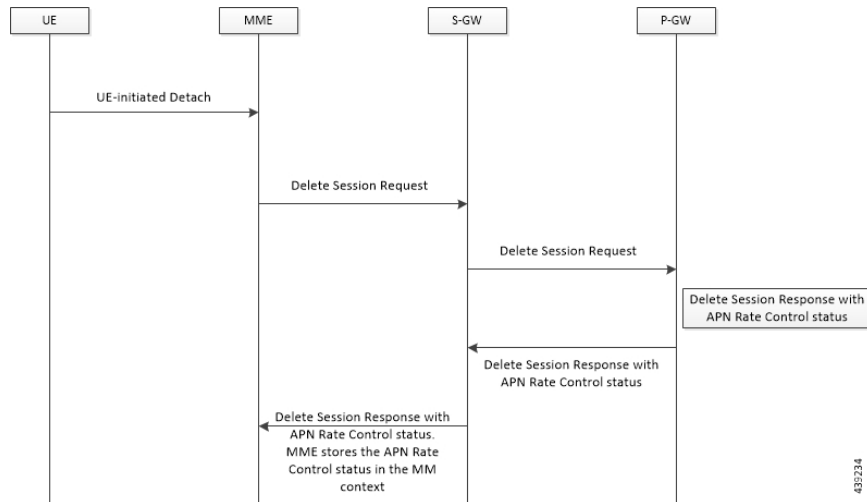 UE
MME
S-GW
P-GW
UE-initiated Detach
Delete Session Request
Delete Session Request
Delete Session Response with
APN Rate Control status
Delete Session Response with
APN Rate Control status
Delete Session Response with
APN Rate Control status.
MME stores the APN Rate
Control status in the MM
context
439234